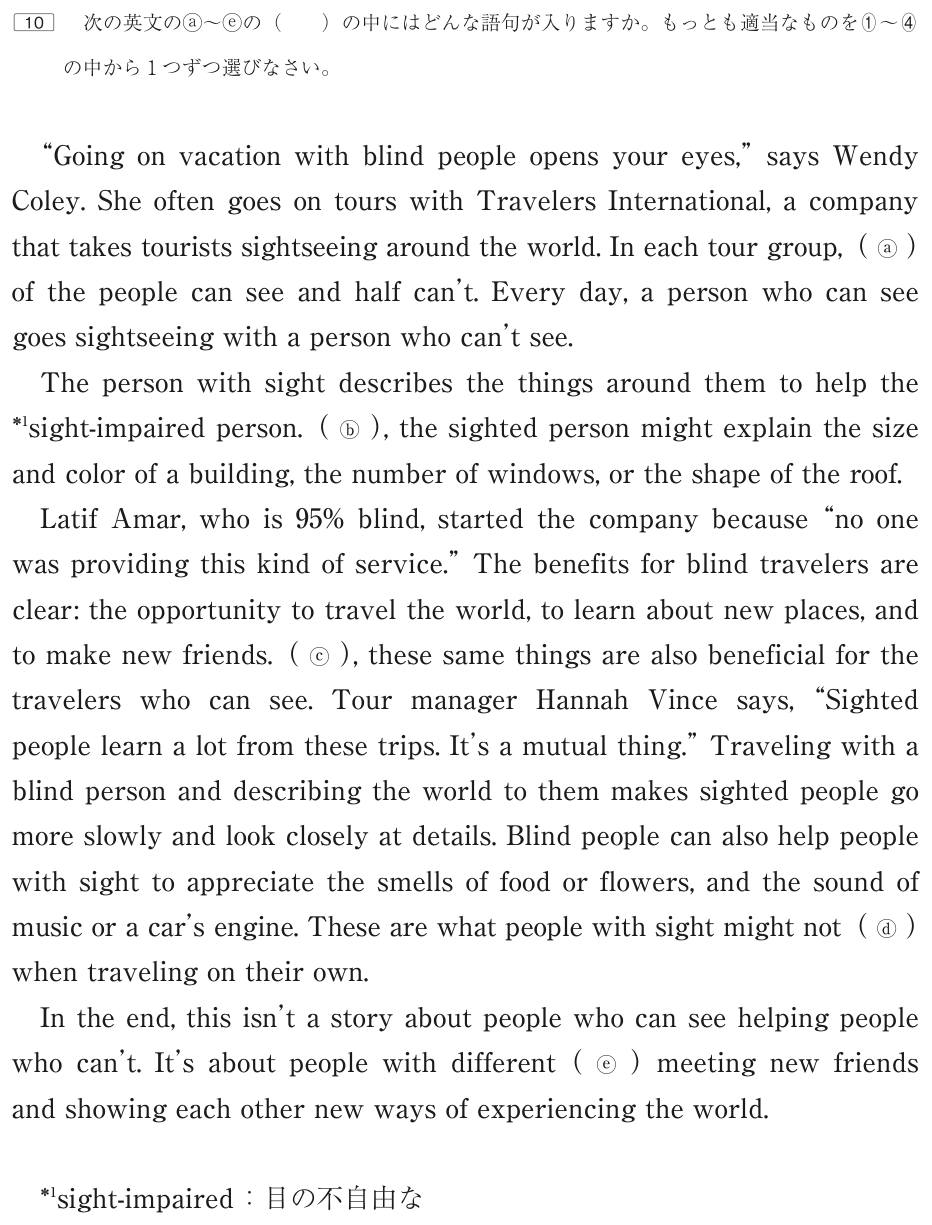 10 次の英文のⓐ～ⓔの（　　）の中にはどんな語句が入りますか。もっとも適当なものを①～④
の中から１つずつ選びなさい。
“Going on vacation with blind people opens your eyes,” says Wendy
Coley. She often goes on tours with Travelers International, a company
that takes tourists sightseeing around the world. In each tour group, ( ⓐ )
of the people can see and half can’t. Every day, a person who can see
goes sightseeing with a person who can’t see.
The person with sight describes the things around them to help the
*1sight-impaired person. ( ⓑ ), the sighted person might explain the size
and color of a building, the number of windows, or the shape of the roof.
Latif Amar, who is 95% blind, started the company because “no one
was providing this kind of service.” The benefits for blind travelers are
clear: the opportunity to travel the world, to learn about new places, and
to make new friends. ( ⓒ ), these same things are also beneficial for the
travelers who can see. Tour manager Hannah Vince says, “Sighted
people learn a lot from these trips. It’s a mutual thing.” Traveling with a
blind person and describing the world to them makes sighted people go
more slowly and look closely at details. Blind people can also help people
with sight to appreciate the smells of food or flowers, and the sound of
music or a car’s engine. These are what people with sight might not ( ⓓ )
when traveling on their own.
In the end, this isn’t a story about people who can see helping people
who can’t. It’s about people with different ( ⓔ ) meeting new friends
and showing each other new ways of experiencing the world.
*1sight-impaired：目の不自由な